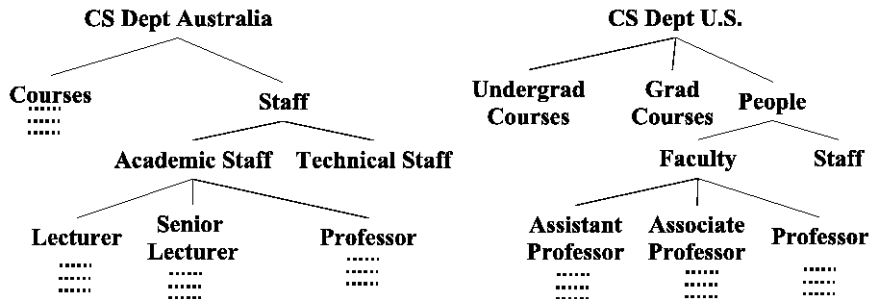 CS Dept Australia
CS Dept U.S.
Courses
Staff
Undergrad
Courses
Grad
Courses
People
Academic Staff
Technical Staff
Faculty
Staff
Lecturer
Senior
Lecturer
Professor
Assistant
Professor
Associate
Professor
Professor